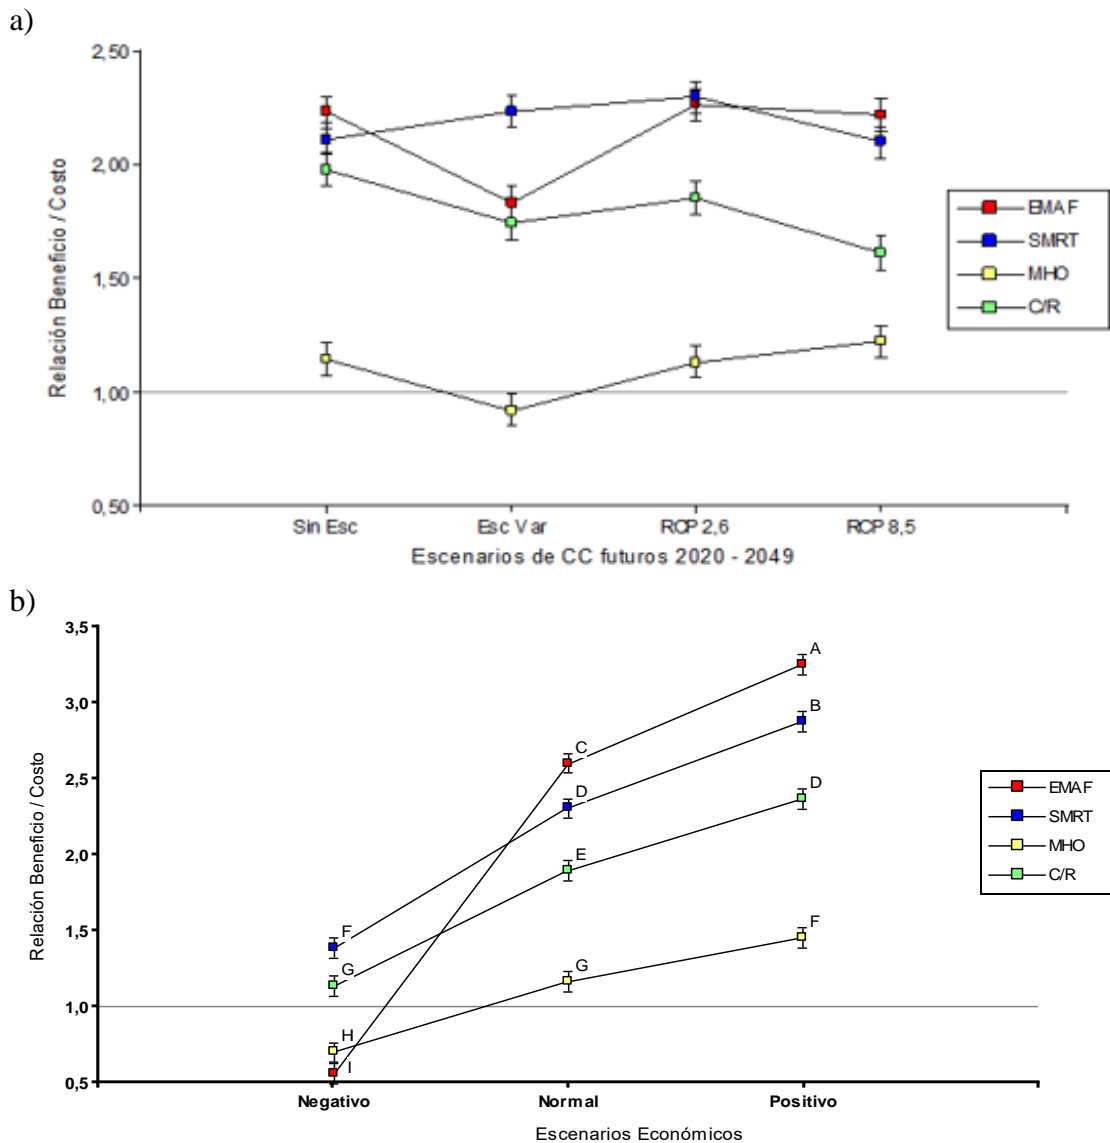 a)
2,50
2,00
1,50
1,00
0,50
Relación Beneficio / Costo
Sin Esc
Esc Var
RCP 2,6
RCP 8,5
Escenarios de CC futuros 2020 - 2049
EMAF
SMRT
MHO
C/R
b)
3,5
3,0
2,5
2,0
1,5
1,0
0,5
Relación Beneficio / Costo
A
B
C
D
D
E
F
F
G
G
H
I
Negativo
Normal
Positivo
Escenarios Económicos
EMAF
SMRT
MHO
C/R